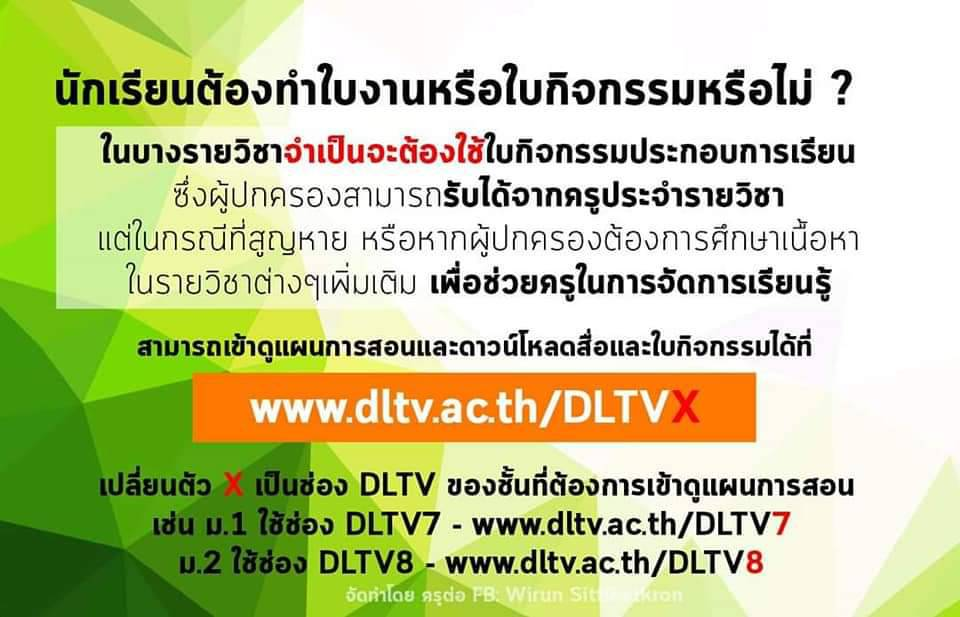 นักเรียนต้องทำใบงานหรือใบกิจกรรมหรือไม่ ?
ในบางรายวิชาจำเป็นจะต้องใช้ใบกิจกรรมประกอบการเรียน
ซึ่งผู้ปกครองสามารถรับได้จากครูประจำรายวิชา
แต่ในกรณีที่สูญหาย หรือหากผู้ปกครองต้องการศึกษาเนื้อหา
ในรายวิชาต่างๆเพิ่มเติม เพื่อช่วยครูในการจัดการเรียนรู้
สามารถเข้าดูแผนการสอนและดาวน์โหลดสื่อและใบกิจกรรมได้ที่
www.dltv.ac.th/DLTVX
เปลี่ยนตัว X เป็นช่อง DLTV ของชั้นที่ต้องการเข้าดูแผนการสอน
เช่น ม.1 ใช้ช่อง DLTV7 - www.dltv.ac.th/DLTV7
ม.2 ใช้ช่อง DLTV8 - www.dltv.ac.th/DLTV8
จัดทำโดย ครูต่อ FB: Wirun